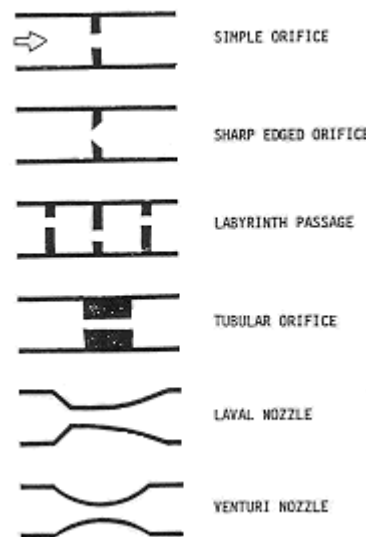 SIMPLE ORIFICE
SHARP EDGED ORIFICE
LABYRINTH PASSAGE
TUBULAR ORIFICE
LAVAL NOZZLE
VENTURI NOZZLE